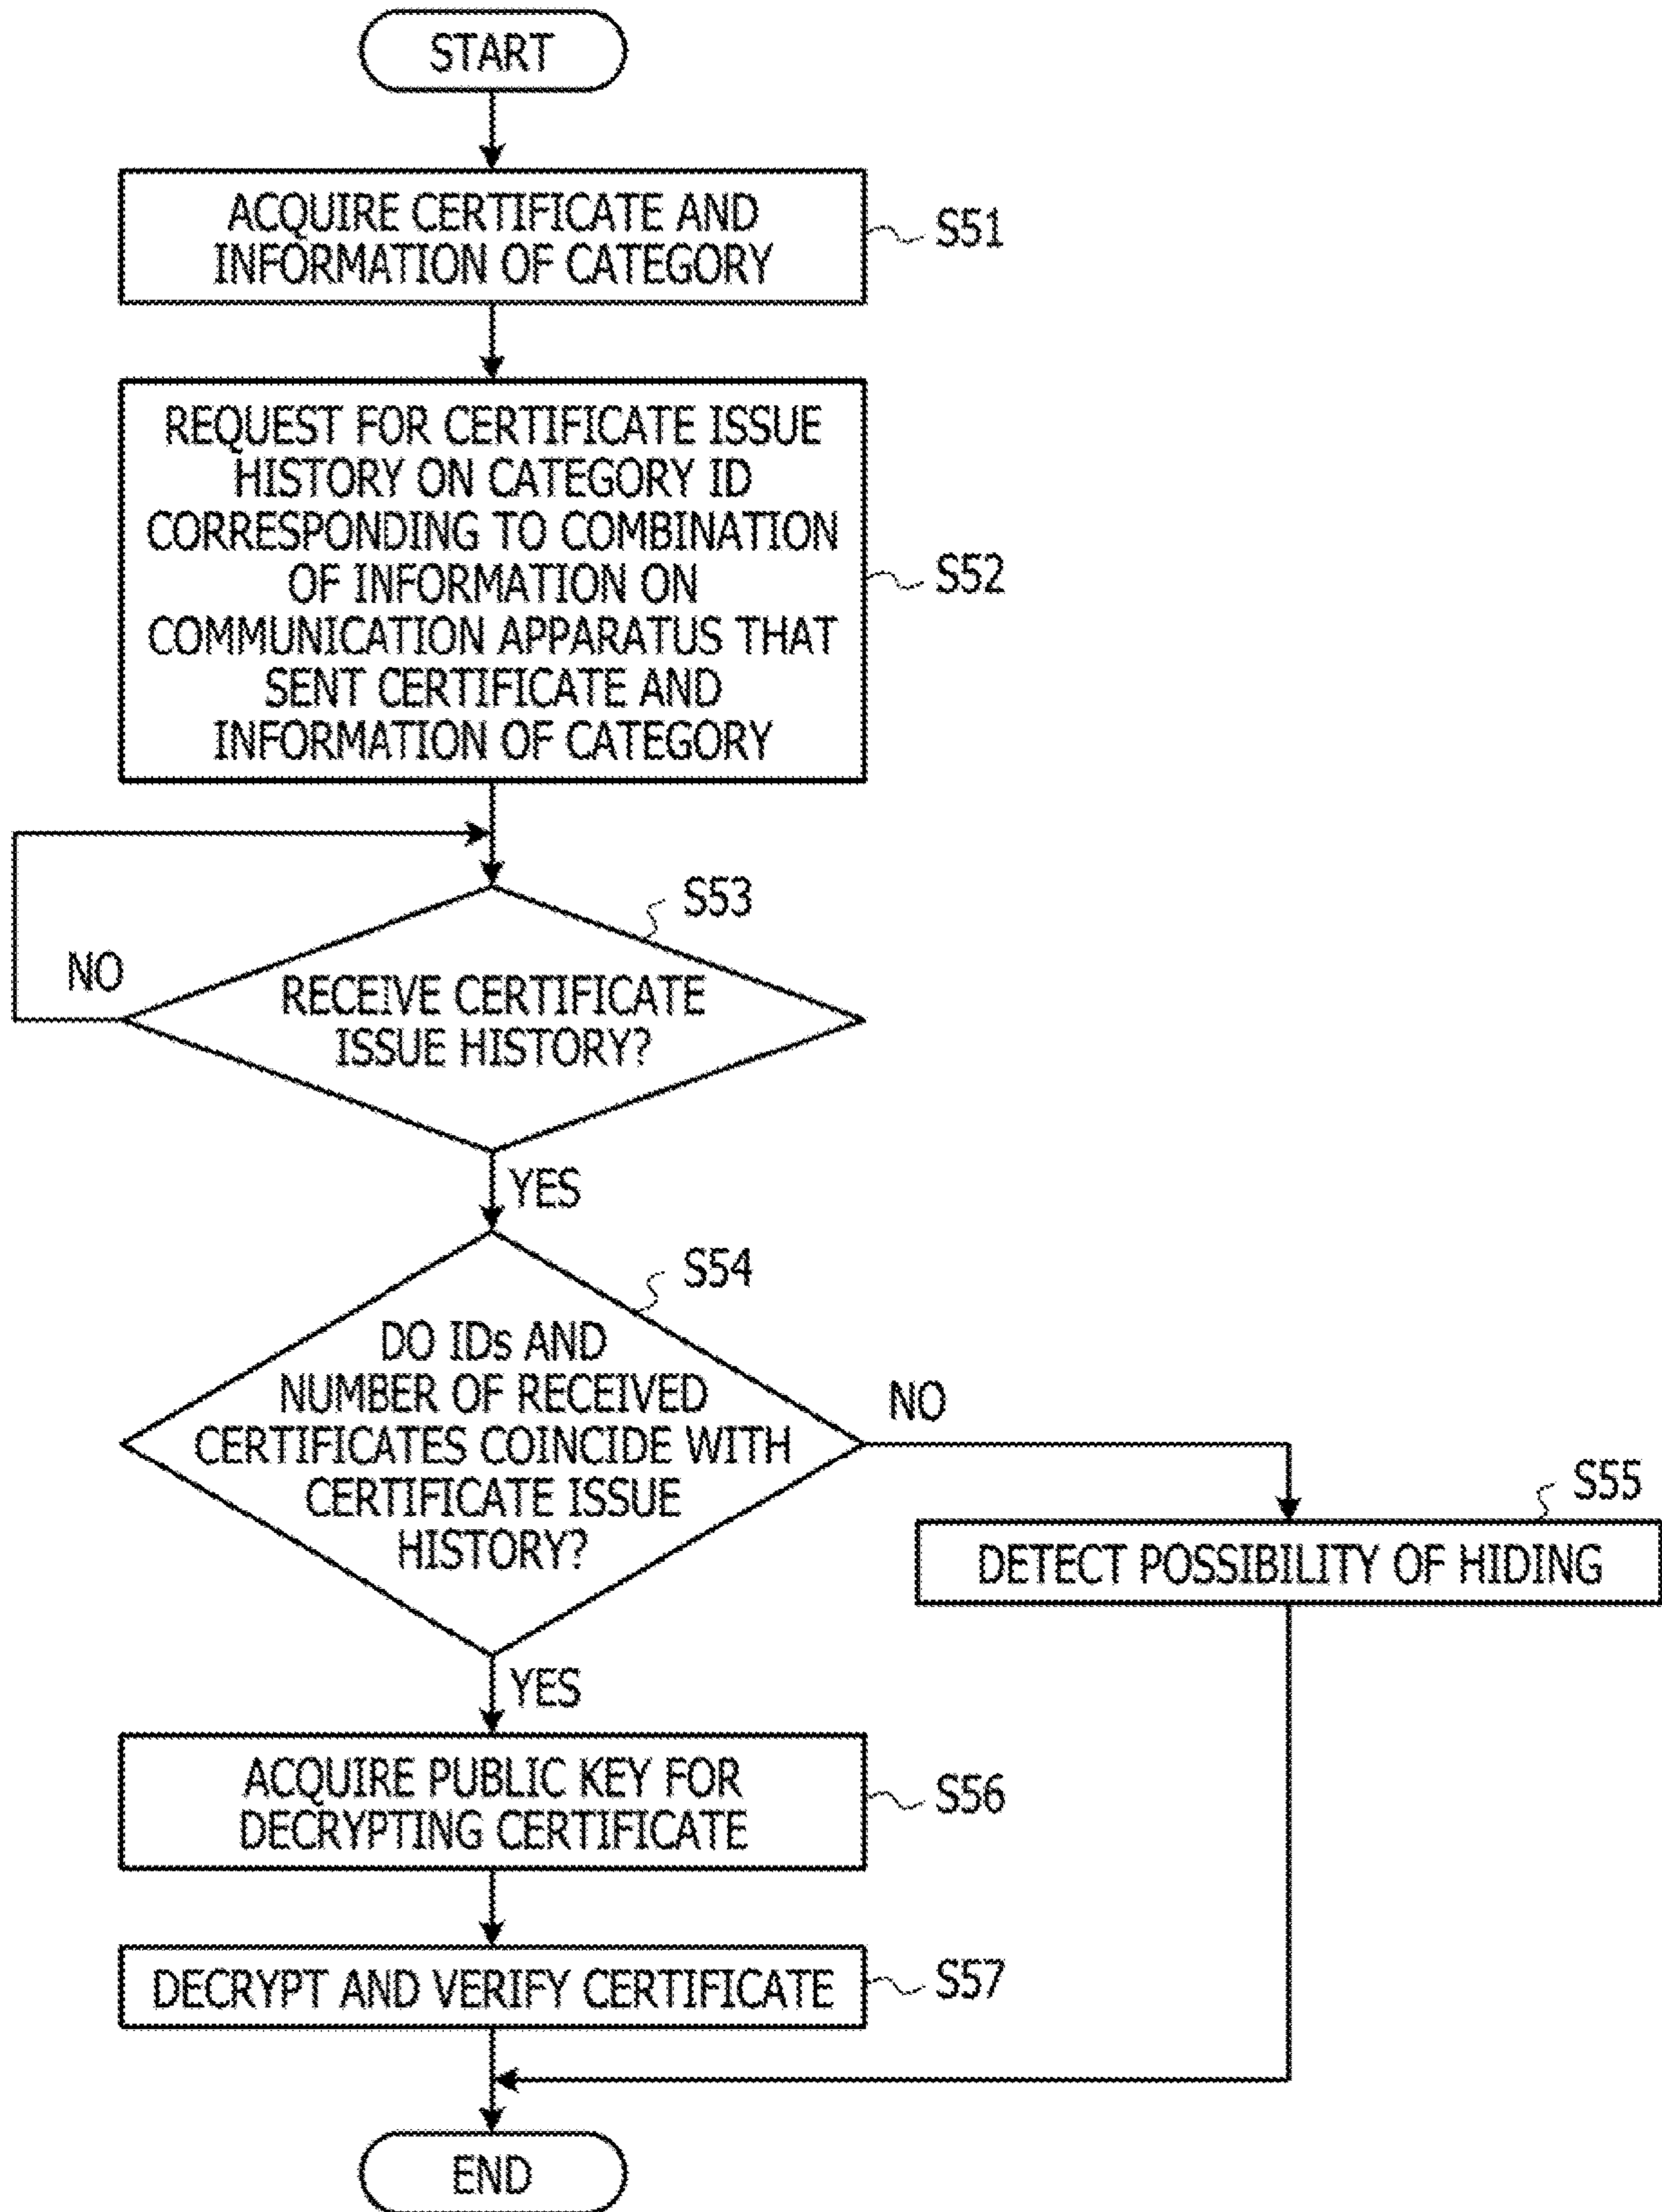 START
ACQUIRE CERTIFICATE AND
INFORMATION OF CATEGORY
S51
REQUEST FOR CERTIFICATE ISSUE
HISTORY ON CATEGORY ID
CORRESPONDING TO COMBINATION
OF INFORMATION ON
COMMUNICATION APPARATUS THAT
SENT CERTIFICATE AND
INFORMATION OF CATEGORY
S52
S53
NO
RECEIVE CERTIFICATE
ISSUE HISTORY?
YES
S54
DO IDs AND
NUMBER OF RECEIVED
CERTIFICATES COINCIDE WITH
CERTIFICATE ISSUE
HISTORY?
NO
S55
DETECT POSSIBILITY OF HIDING
YES
ACQUIRE PUBLIC KEY FOR
DECRYPTING CERTIFICATE
S56
DECRYPT AND VERIFY CERTIFICATE
S57
END